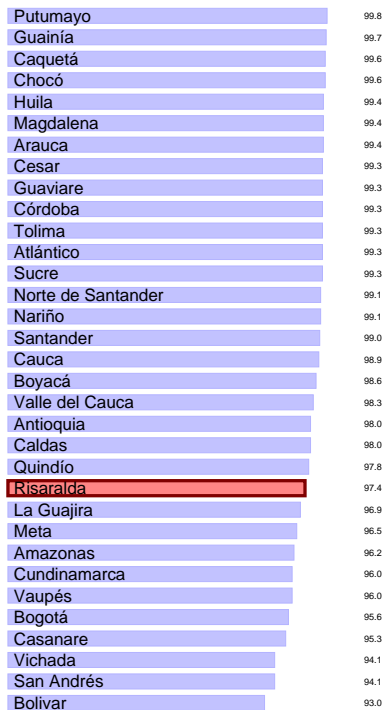 Putumayo 99.8
Guainía 99.7
Caquetá 99.6
Chocó 99.6
Huila 99.4
Magdalena 99.4
Arauca 99.4
Cesar 99.3
Guaviare 99.3
Córdoba 99.3
Tolima 99.3
Atlántico 99.3
Sucre 99.3
Norte de Santander 99.1
Nariño 99.1
Santander 99.0
Cauca 98.9
Boyacá 98.6
Valle del Cauca 98.3
Antioquia 98.0
Caldas 98.0
Quindío 97.8
Risaralda 97.4
La Guajira 96.9
Meta 96.5
Amazonas 96.2
Cundinamarca 96.0
Vaupés 96.0
Bogotá 95.6
Casanare 95.3
Vichada 94.1
San Andrés 94.1
Bolivar 93.0